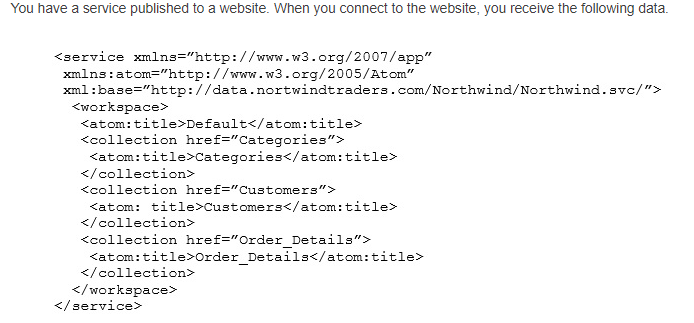 You have a service published to a website. When you connect to the website, you receive the following data.
<service xmlns="http://www.w3.org/2007/app"
xmlns:atom="http://www.w3.org/2005/Atom"
xml:base="http://data.nortwindtraders.com/Northwind/Northwind.svc/">
<workspace>
<atom:title>Default</atom:title>
<collection href="Categories">
<atom:title>Categories</atom:title>
</collection>
<collection href="Customers">
<atom: title>Customers</atom:title>
</collection>
<collection href="Order_Details">
<atom:title>Order_Details</atom:title>
</collection>
</workspace>
</service>